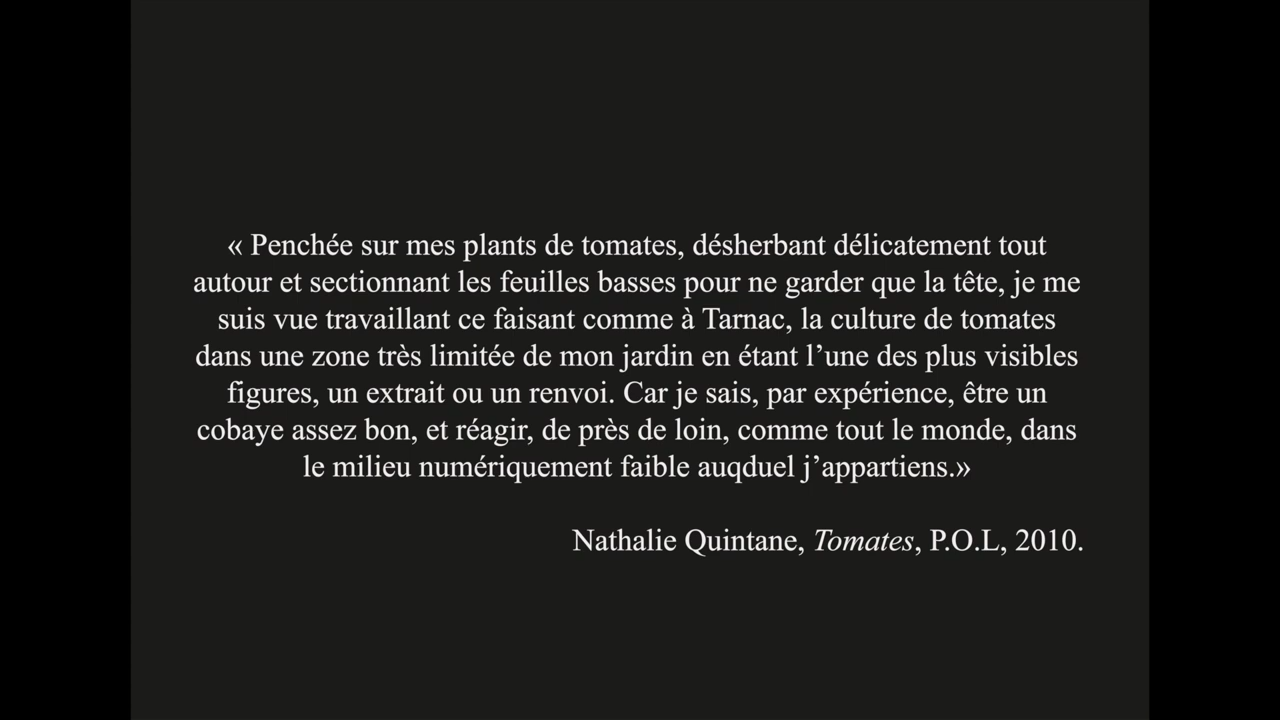 « Penchée sur mes plants de tomates, désherbant délicatement tout
autour et sectionnant les feuilles basses pour ne garder que la tête, je me
suis vue travaillant ce faisant comme à Tarnac, la culture de tomates
dans une zone très limitée de mon jardin en étant l’une des plus visibles
figures, un extrait ou un renvoi. Car je sais, par expérience, être un
cobaye assez bon, et réagir, de près de loin, comme tout le monde, dans
le milieu numériquement faible auqduel j’appartiens.»
Nathalie Quintane, Tomates, P.O.L, 2010.